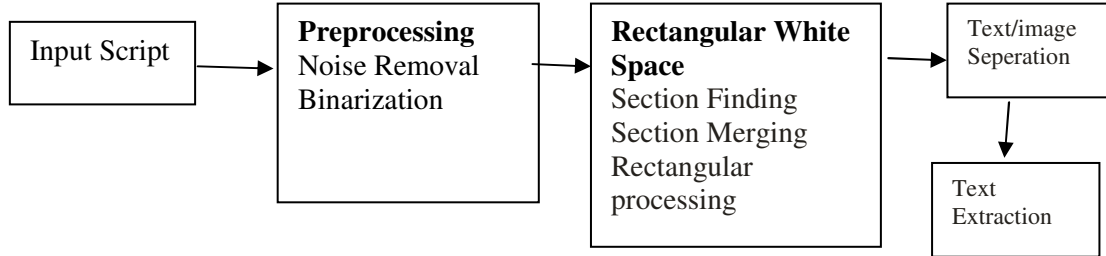 Input Script
Preprocessing
Noise Removal
Binarization
Rectangular White
Space
Section Finding
Section Merging
Rectangular
processing
Text/image
Seperation
Text
Extraction